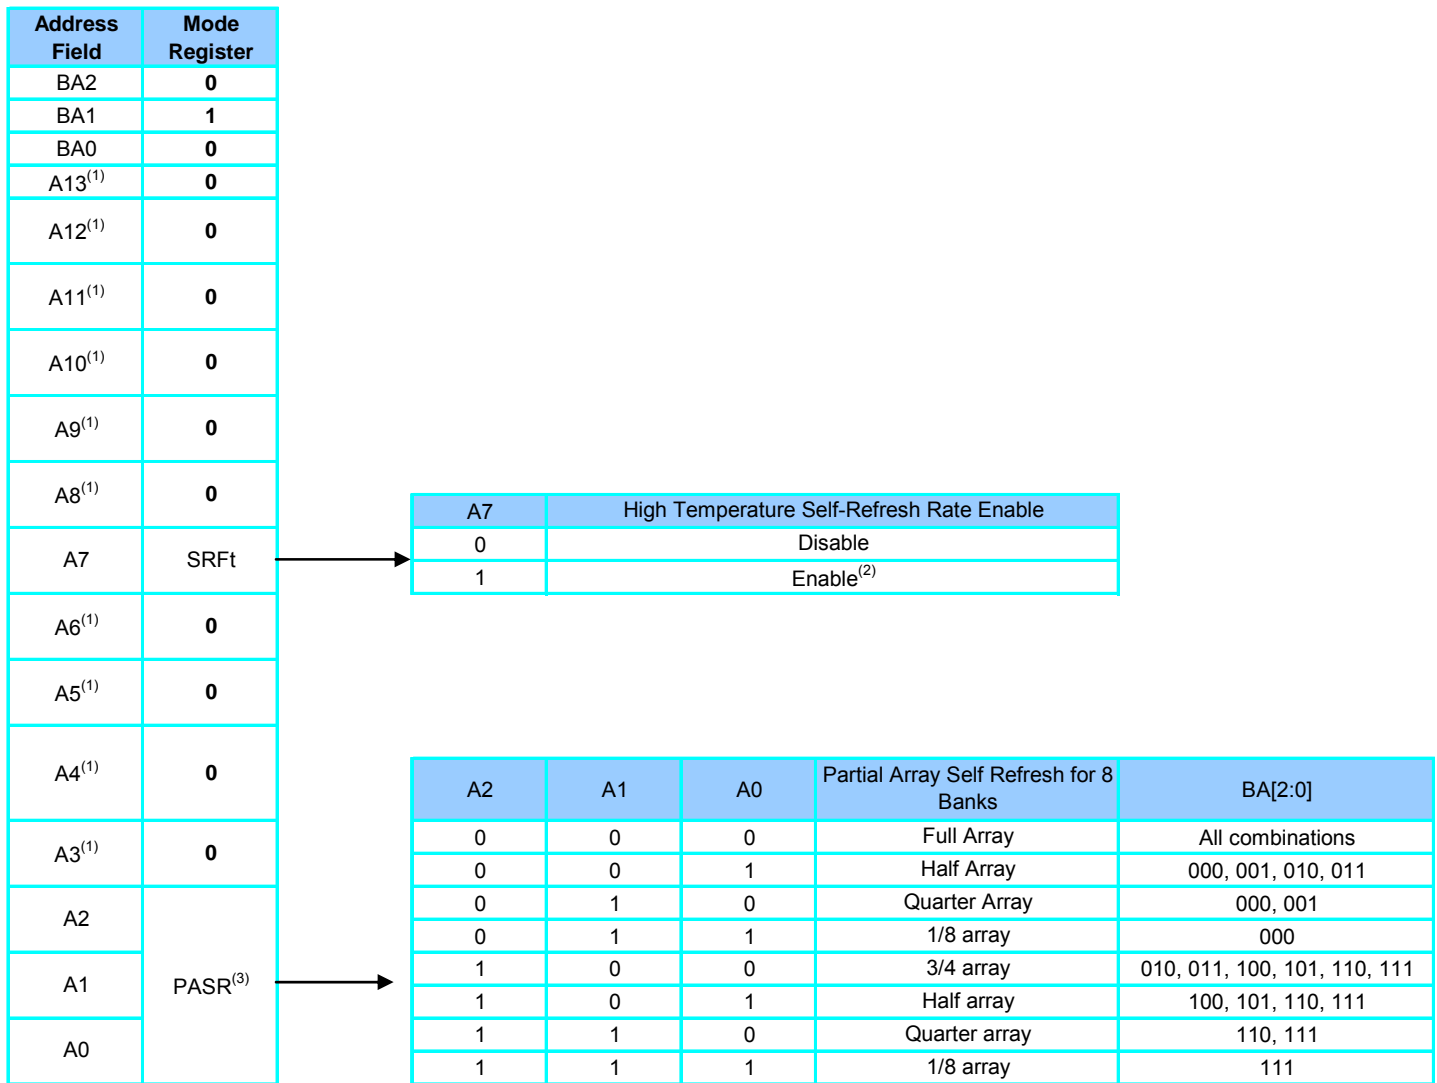 Address Field Mode Register
BA2 0
BA1 1
BA0 0
A13(1) 0
A12(1) 0
A11(1) 0
A10(1) 0
A9(1) 0
A8(1) 0
A7 SRFt
A6(1) 0
A5(1) 0
A4(1) 0
A3(1) 0
A2
A1 PASR(3)
A0
A7 High Temperature Self-Refresh Rate Enable
0 Disable
1 Enable(2)
A2 A1 A0 Partial Array Self Refresh for 8 Banks BA[2:0]
0 0 0 Full Array All combinations
0 0 1 Half Array 000, 001, 010, 011
0 1 0 Quarter Array 000, 001
0 1 1 1/8 array 000
1 0 0 3/4 array 010, 011, 100, 101, 110, 111
1 0 1 Half array 100, 101, 110, 111
1 1 0 Quarter array 110, 111
1 1 1 1/8 array 111